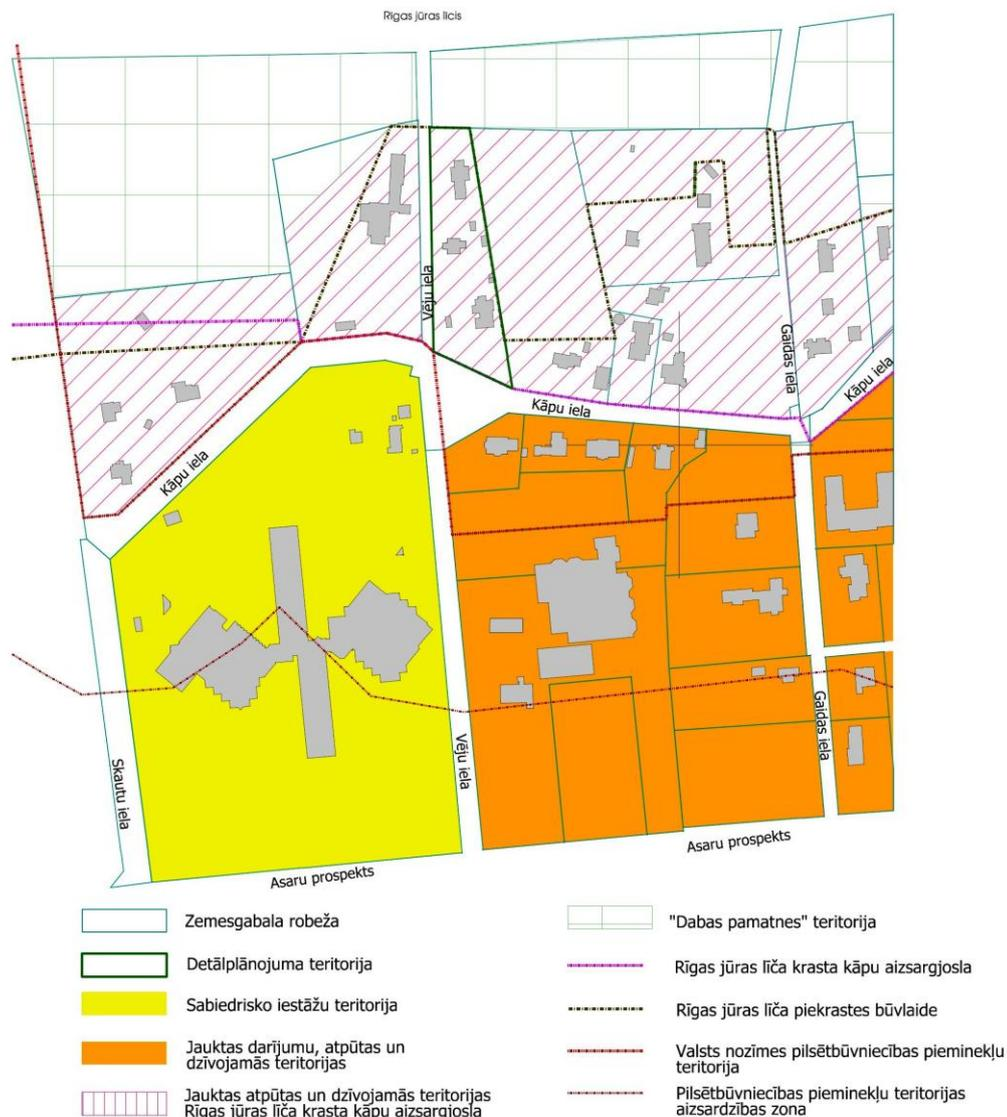 Rīgas jūras līcis
Vēju iela
Gaidas iela
Kāpu iela
Kāpu iela
Kāpu iela
Skautu iela
Vēju iela
Gaidas iela
Asaru prospekts
Asaru prospekts
Zemesgabala robeža
Detālplānojuma teritorija
Sabiedrisko iestāžu teritorija
Jauktas darījumu, atpūtas un
dzīvojamās teritorijas
Jauktas atpūtas un dzīvojamās teritorijas
Rīgas jūras līča krasta kāpu aizsargjosla
"Dabas pamatnes" teritorija
Rīgas jūras līča krasta kāpu aizsargjosla
Rīgas jūras līča piekrastes būvlaide
Valsts nozīmes pilsētbūvniecības pieminekļu
teritorija
Pilsētbūvniecības pieminekļu teritorijas
aizsardzības zona